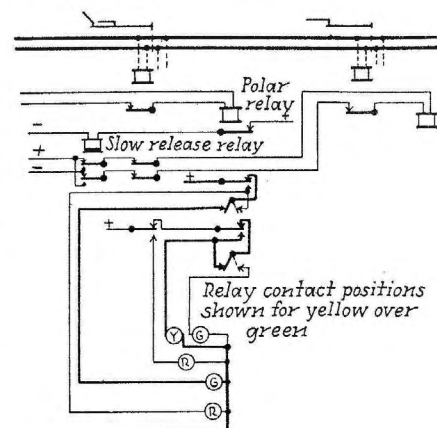 Polar
relay
+
-
Slow release relay
+
-
+
+
Relay contact positions
shown for yellow over
green
Y G
R
G
R